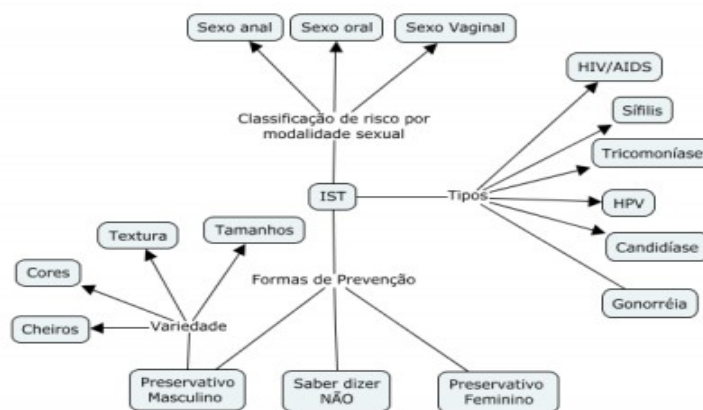 Sexo anal
Sexo oral
Sexo Vaginal
HIV/AIDS
Sífilis
Classificação de risco por
modalidade sexual
Tricomoníase
IST
Tipos
HPV
Textura
Tamanhos
Candidíase
Cores
Formas de Prevenção
Gonorréia
Cheiros
Variedade
Preservativo
Masculino
Saber dizer
NÃO
Preservativo
Feminino